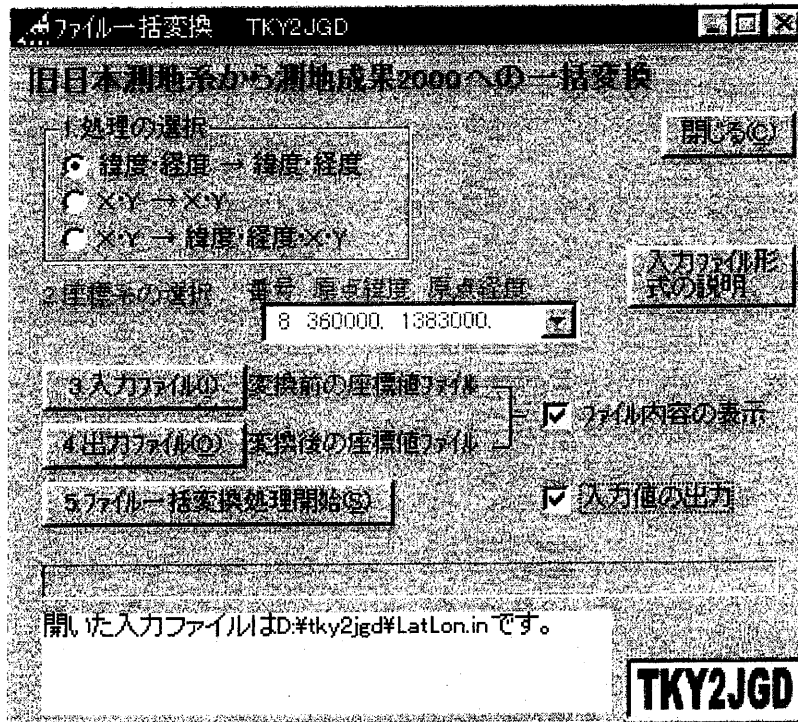 ファイル一括変換 TKY2JGD
旧日本測地系から測地成果2000への一括変換
1.処理の選択
緯度・経度 → 緯度・経度
X・Y → X・Y
X・Y → 緯度・経度・X・Y
閉じる(C)
入力ファイル形
式の説明
2.座標系の選択 番号 原点緯度 原点経度
8 360000. 1383000.
3.入力ファイル(I) 変換前の座標値ファイル
4.出力ファイル(O) 変換後の座標値ファイル
ファイル内容の表示
5.ファイル一括変換処理開始(S)
入力値の出力
開いた入力ファイルはD:¥tky2jgd¥LatLon.inです。
TKY2JGD